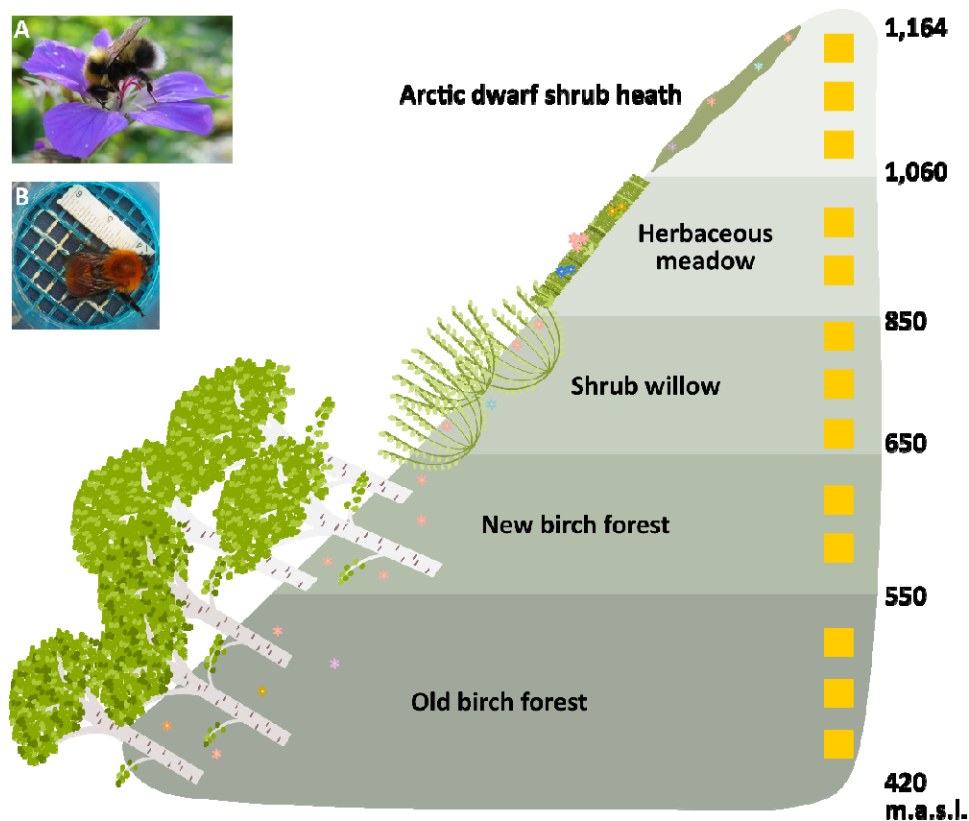 A
B
1,164
Arctic dwarf shrub heath
1,060
Herbaceous
meadow
850
Shrub willow
650
New birch forest
550
Old birch forest
420
m.a.s.l.